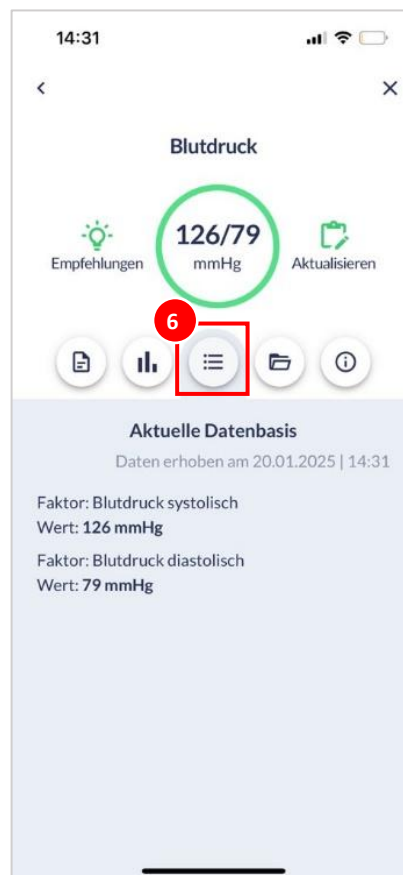 14:31
Blutdruck
126/79
mmHg
Empfehlungen
Aktualisieren
6
Aktuelle Datenbasis
Daten erhoben am 20.01.2025 | 14:31
Faktor: Blutdruck systolisch
Wert: 126 mmHg
Faktor: Blutdruck diastolisch
Wert: 79 mmHg